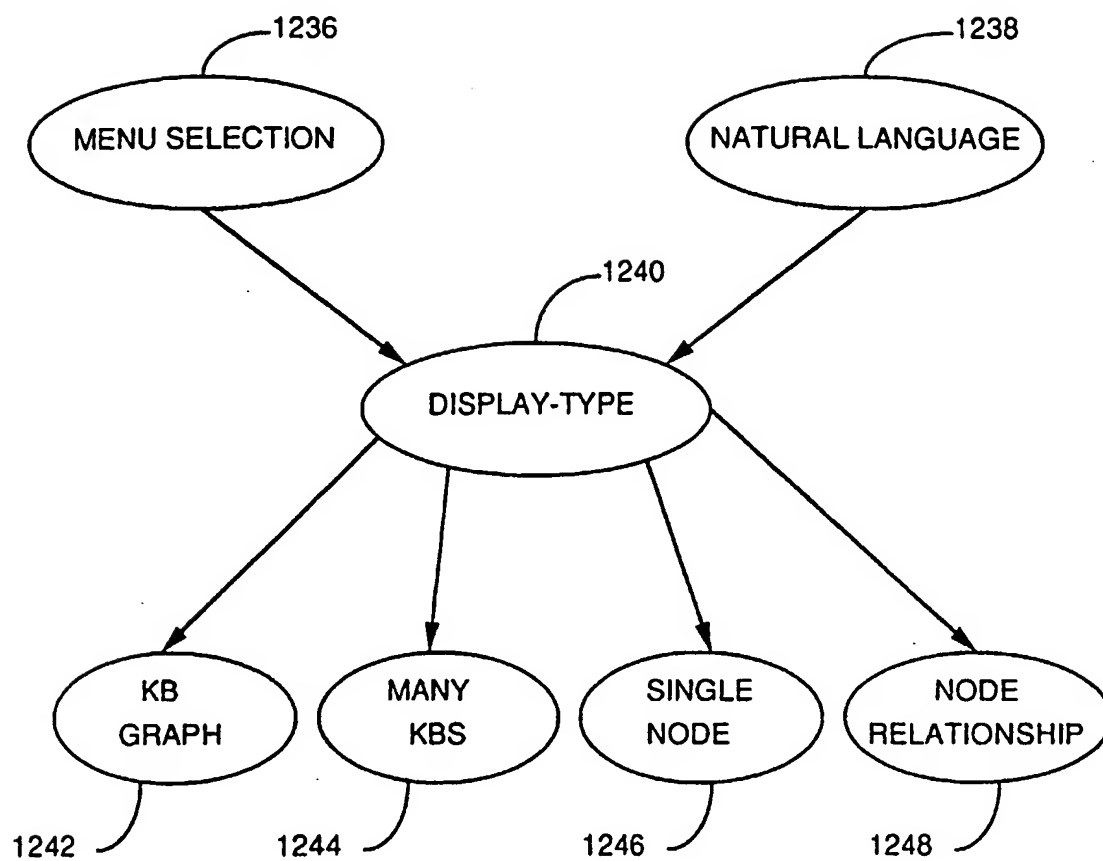 1236
1238
MENU SELECTION
NATURAL LANGUAGE
1240
DISPLAY-TYPE
KB
GRAPH
MANY
KBS
SINGLE
NODE
NODE
RELATIONSHIP
1242
1244
1246
1248